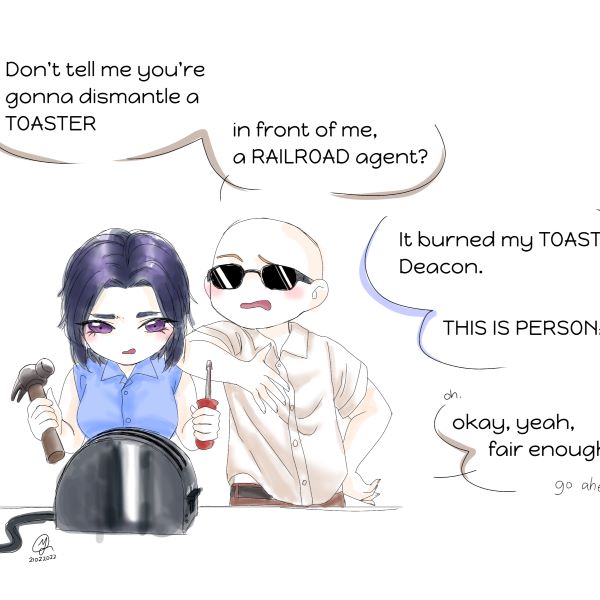 Don't tell me you're
gonna dismantle a
TOASTER
in front of me,
a RAILROAD agent?
It burned my TOAST
Deacon.
THIS IS PERSON
oh.
okay, yeah,
fair enough
go ahe
21022022